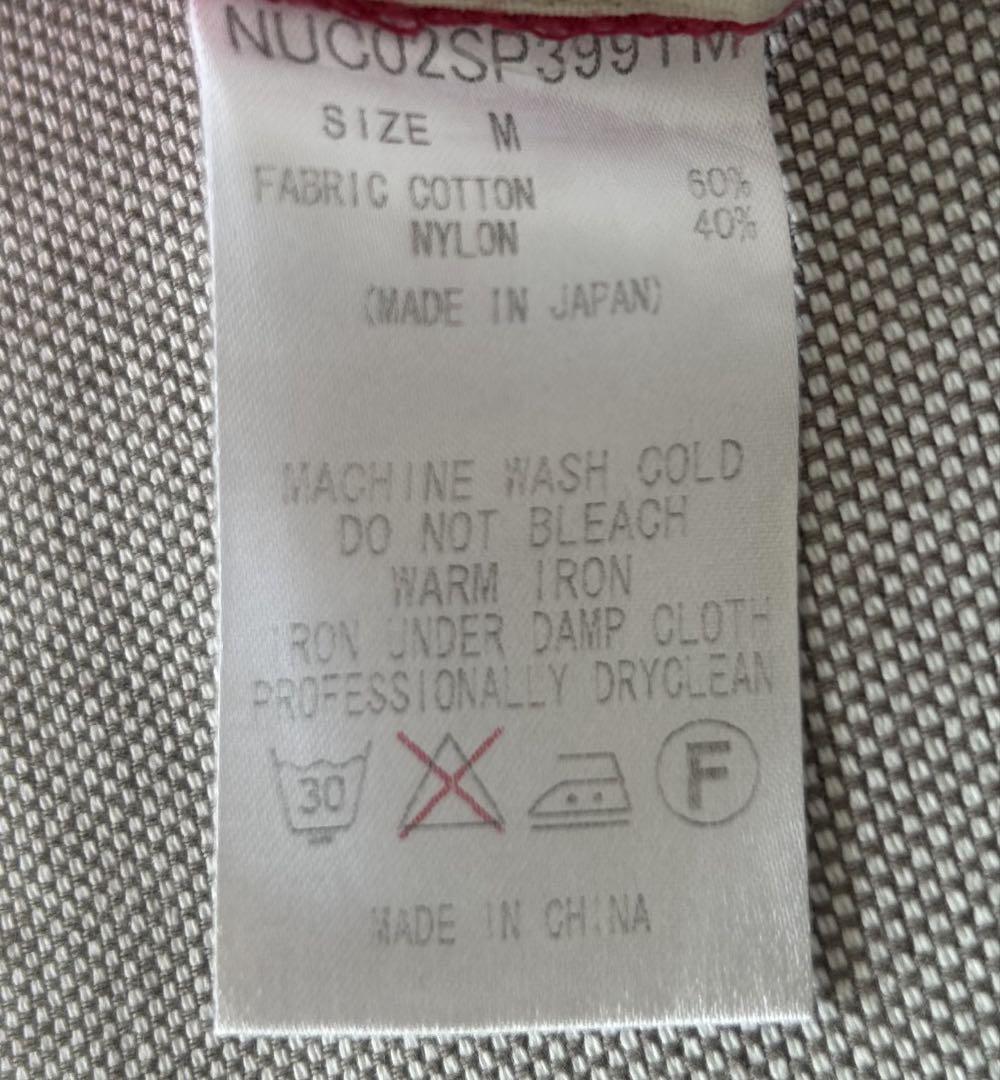 NUC02SP3991M
SIZE M
FABRIC COTTON 60%
NYLON 40%
(MADE IN JAPAN)
MACHINE WASH COLD
DO NOT BLEACH
WARM IRON
IRON UNDER DAMP CLOTH
PROFESSIONALLY DRYCLEAN
30
F
MADE IN CHINA